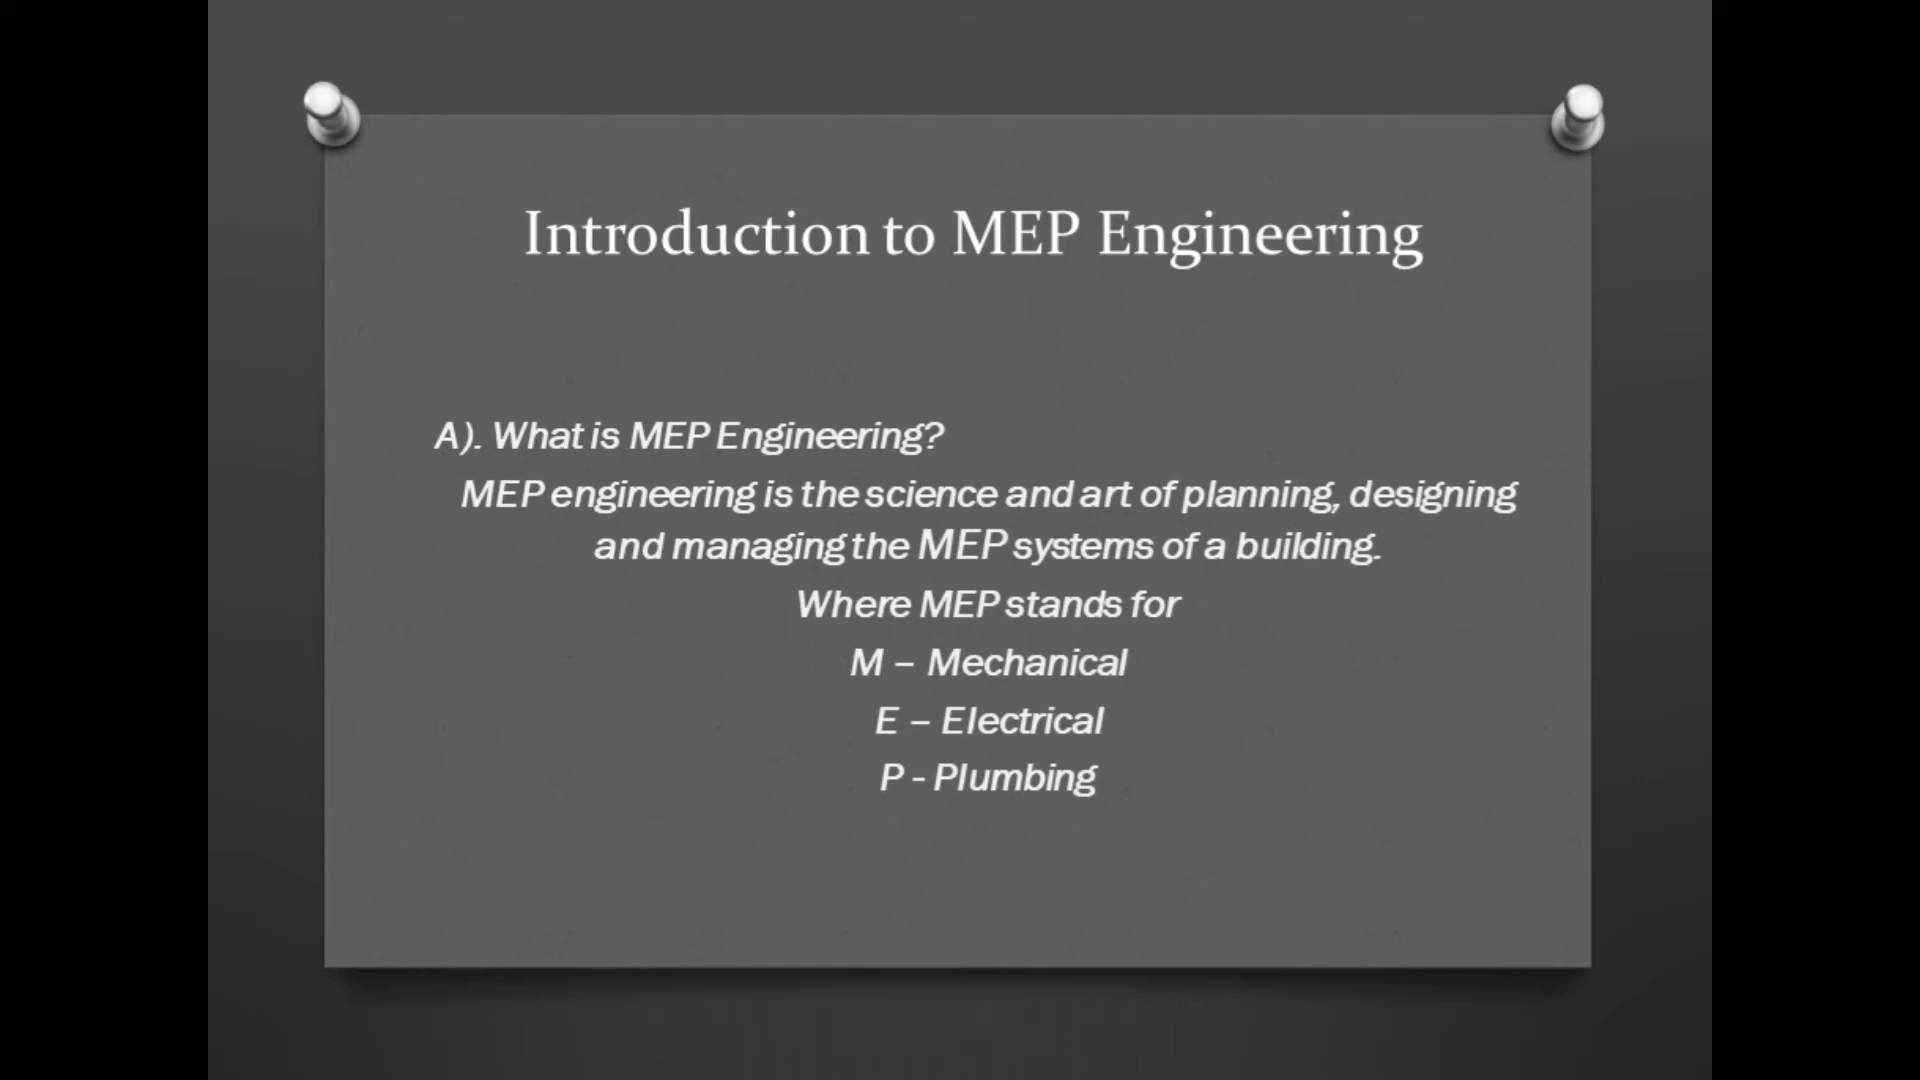 Introduction to MEP Engineering
A). What is MEP Engineering?
MEP engineering is the science and art of planning, designing
and managing the MEP systems of a building.
Where MEP stands for
M – Mechanical
E – Electrical
P - Plumbing